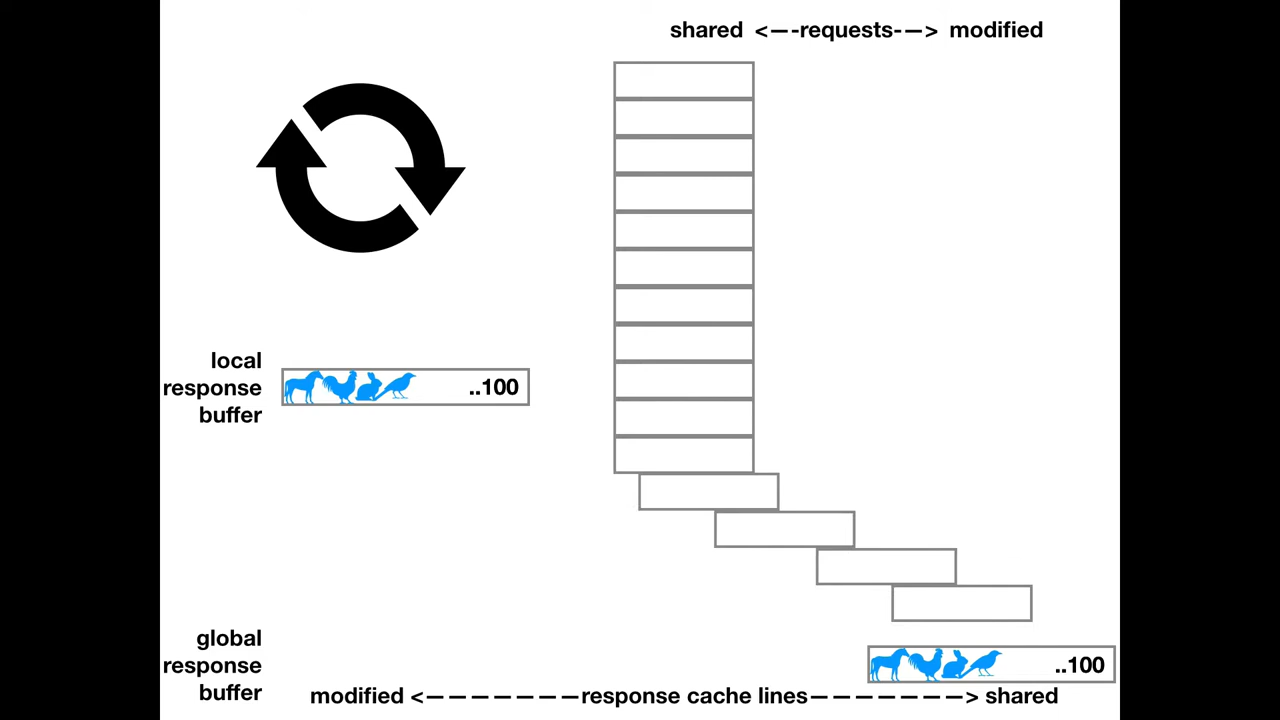 shared <—--requests-—> modified
local
response
buffer
..100
global
response
buffer
..100
modified <———————response cache lines———————> shared